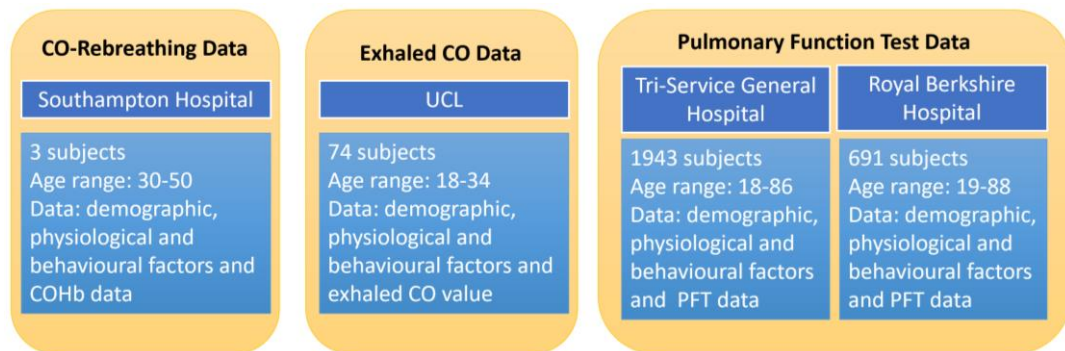 CO-Rebreathing Data
Southampton Hospital
3 subjects
Age range: 30-50
Data: demographic,
physiological and
behavioural factors and
COHb data
Exhaled CO Data
UCL
74 subjects
Age range: 18-34
Data: demographic,
physiological and
behavioural factors and
exhaled CO value
Pulmonary Function Test Data
Tri-Service General
Hospital
1943 subjects
Age range: 18-86
Data: demographic,
physiological and
behavioural factors
and PFT data
Royal Berkshire
Hospital
691 subjects
Age range: 19-88
Data: demographic,
physiological and
behavioural factors
and PFT data